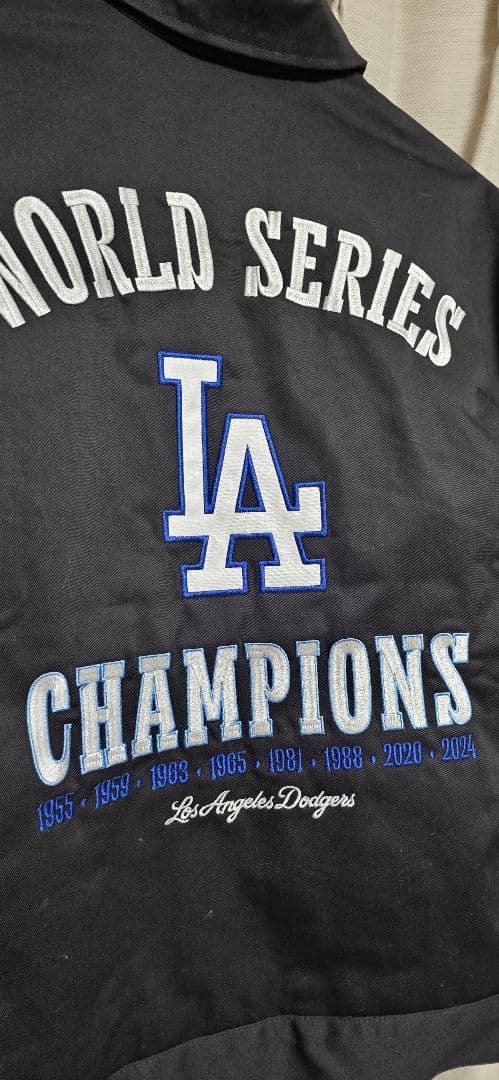 WORLD SERIES
LA
CHAMPIONS
1955 • 1959 • 1963 • 1965 • 1981 • 1988 • 2020 • 2024
Los Angeles Dodgers